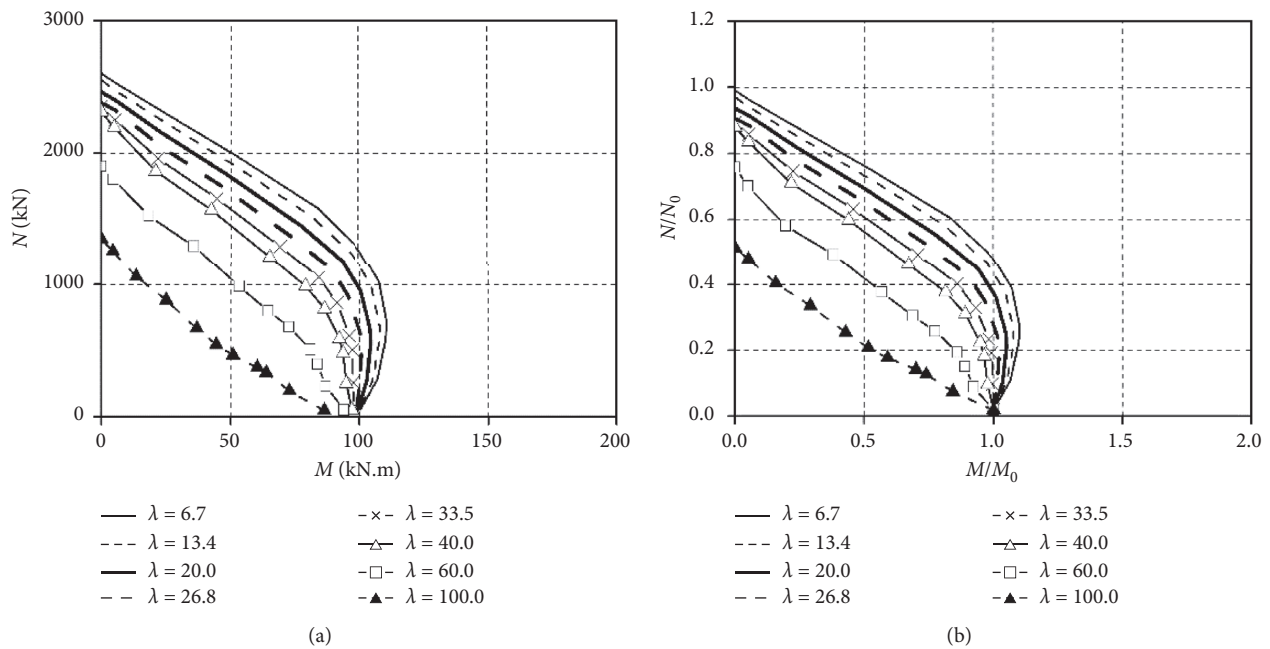 3000
2000
1000
0
N (kN)
0
50
100
150
200
M (kN.m)
λ = 6.7
λ = 13.4
λ = 20.0
λ = 26.8
λ = 33.5
λ = 40.0
λ = 60.0
λ = 100.0
(a)
1.2
1.0
0.8
0.6
0.4
0.2
0.0
N/N₀
0.0
0.5
1.0
1.5
2.0
M/M₀
λ = 6.7
λ = 13.4
λ = 20.0
λ = 26.8
λ = 33.5
λ = 40.0
λ = 60.0
λ = 100.0
(b)